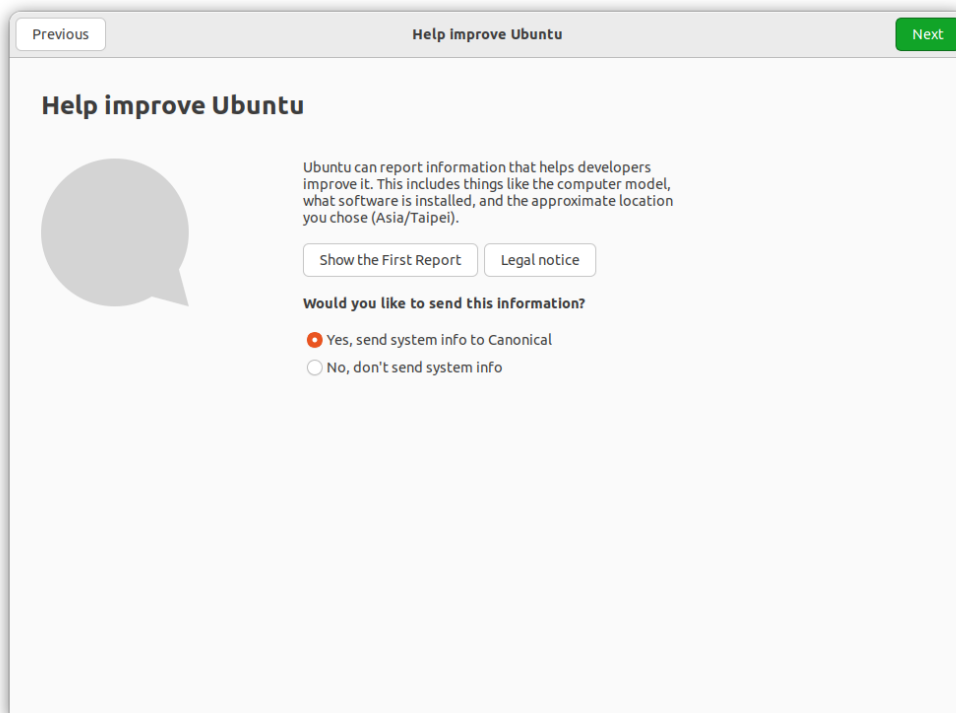 Previous
Help improve Ubuntu
Next
Help improve Ubuntu
Ubuntu can report information that helps developers
improve it. This includes things like the computer model,
what software is installed, and the approximate location
you chose (Asia/Taipei).
Show the First Report
Legal notice
Would you like to send this information?
Yes, send system info to Canonical
No, don't send system info